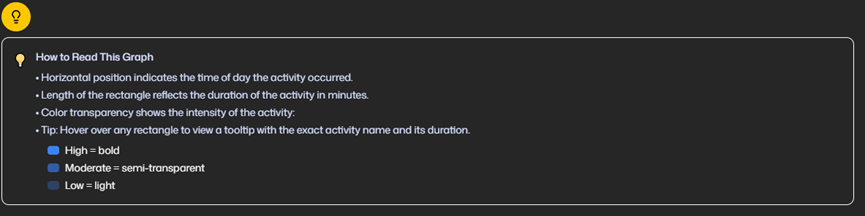 How to Read This Graph
• Horizontal position indicates the time of day the activity occurred.
• Length of the rectangle reflects the duration of the activity in minutes.
• Color transparency shows the intensity of the activity:
• Tip: Hover over any rectangle to view a tooltip with the exact activity name and its duration.
High = bold
Moderate = semi-transparent
Low = light